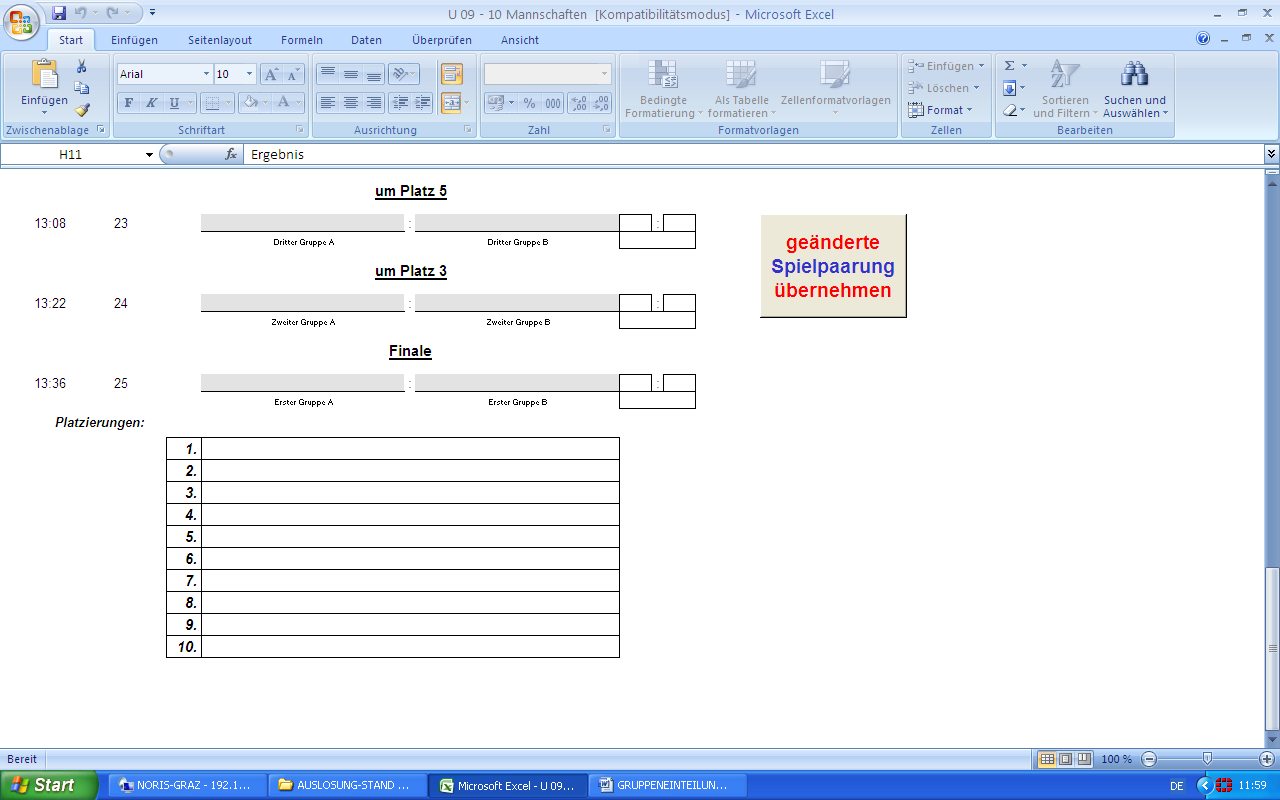 U 09 - 10 Mannschaften [Kompatibilitätsmodus] - Microsoft Excel
Start Einfügen Seitenlayout Formeln Daten Überprüfen Ansicht
Einfügen
Zwischenablage
Arial 10
F K U
Schriftart
Ausrichtung
% 000
Zahl
Bedingte Formatierung
Als Tabelle formatieren
Zellenformatvorlagen
Formatvorlagen
Einfügen
Löschen
Format
Zellen
Σ
Sortieren und Filtern
Suchen und Auswählen
Bearbeiten
H11 fx Ergebnis
um Platz 5
13:08 23 : :
Dritter Gruppe A Dritter Gruppe B
um Platz 3
13:22 24 : :
Zweiter Gruppe A Zweiter Gruppe B
Finale
13:36 25 : :
Erster Gruppe A Erster Gruppe B
geänderte
Spielpaarung
übernehmen
Platzierungen:
1.
2.
3.
4.
5.
6.
7.
8.
9.
10.
Bereit 100 %
Start NORIS-GRAZ - 192.1... AUSLOSUNG-STAND ... Microsoft Excel - U 09... GRUPPENEINTEILUN... DE 11:59